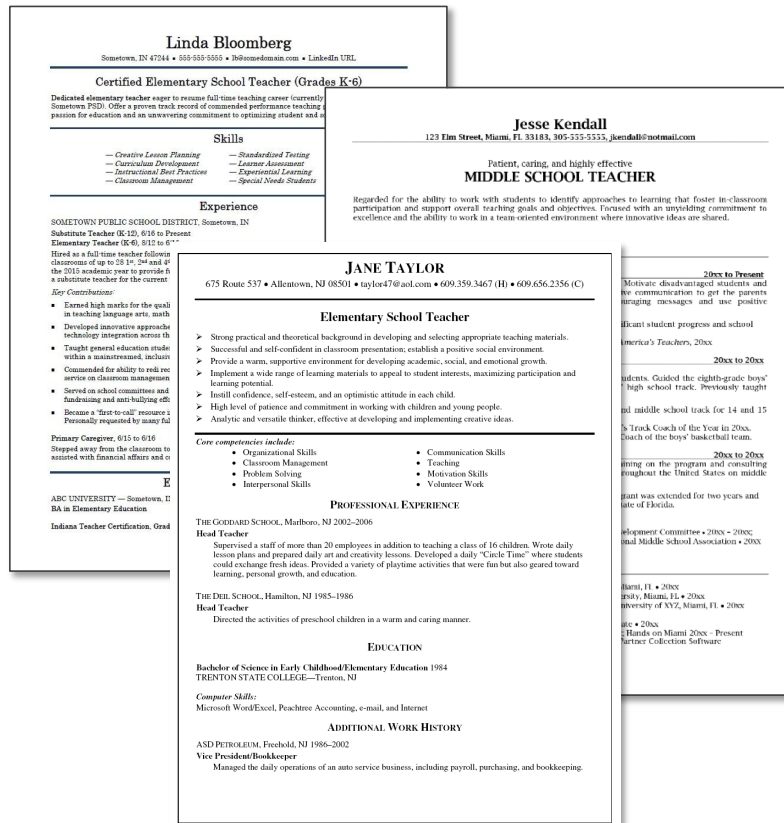 Linda Bloomberg
Sometown, IN 47244 ▪ 555-555-5555 ▪ lb@somedomain.com ▪ LinkedIn URL
Certified Elementary School Teacher (Grades K-6)
Dedicated elementary teacher eager to resume full-time teaching career (currently
Sometown PSD). Offer a proven track record of commended performance teaching
passion for education and an unwavering commitment to optimizing student and
Skills
— Creative Lesson Planning
— Curriculum Development
— Instructional Best Practices
— Classroom Management
— Standardized Testing
— Learner Assessment
— Experiential Learning
— Special Needs Students
Experience
SOMETOWN PUBLIC SCHOOL DISTRICT, Sometown, IN
Substitute Teacher (K-12), 6/16 to Present
Elementary Teacher (K-6), 8/12 to
Hired as a full-time teacher
classrooms of up to 28 1st, 2nd and
the 2015 academic year to provide
a substitute teacher for the current
Key Contributions:
▪ Earned high marks for the
in teaching language arts, math
▪ Developed innovative
technology integration across
▪ Taught general education
within a mainstreamed,
▪ Commended for ability to
service on classroom
▪ Served on school committees and
fundraising and anti-bullying
▪ Became a "first-to-call" resource
Personally requested by many
Primary Caregiver, 6/15 to 6/16
Stepped away from the classroom to
assisted with financial affairs and
ABC UNIVERSITY — Sometown,
BA in Elementary Education
Indiana Teacher Certification,
Jesse Kendall
123 Elm Street, Miami, FL 33183, 305-555-5555, jkendall@notmail.com
Patient, caring, and highly effective
MIDDLE SCHOOL TEACHER
Regarded for the ability to work with students to identify approaches to learning that foster in-classroom
participation and support overall teaching goals and objectives. Focused with an unyielding commitment to
excellence and the ability to work in a team-oriented environment where innovative ideas are shared.
20xx to Present
Motivate disadvantaged students and
communication to get the parents
messages and use positive
student progress and school
America's Teachers, 20xx
20xx to 20xx
Guided the eighth-grade boys'
high school track. Previously taught
middle school track for 14 and 15
Track Coach of the Year in 20xx.
Coach of the boys' basketball team.
20xx to 20xx
on the program and consulting
throughout the United States on middle
grant was extended for two years and
of Florida.
Committee • 20xx – 20xx;
Middle School Association • 20xx
Miami, FL • 20xx
Miami, FL • 20xx
University of XYZ, Miami, FL • 20xx
• 20xx
Hands on Miami 20xx – Present
Partner Collection Software
JANE TAYLOR
675 Route 537 • Allentown, NJ 08501 • taylor47@aol.com • 609.359.3467 (H) • 609.656.2356 (C)
Elementary School Teacher
➢ Strong practical and theoretical background in developing and selecting appropriate teaching materials.
➢ Successful and self-confident in classroom presentation; establish a positive social environment.
➢ Provide a warm, supportive environment for developing academic, social, and emotional growth.
➢ Implement a wide range of learning materials to appeal to student interests, maximizing participation and
learning potential.
➢ Instill confidence, self-esteem, and an optimistic attitude in each child.
➢ High level of patience and commitment in working with children and young people.
➢ Analytic and versatile thinker, effective at developing and implementing creative ideas.
Core competencies include:
• Organizational Skills
• Classroom Management
• Problem Solving
• Interpersonal Skills
• Communication Skills
• Teaching
• Motivation Skills
• Volunteer Work
PROFESSIONAL EXPERIENCE
THE GODDARD SCHOOL, Marlboro, NJ 2002–2006
Head Teacher
Supervised a staff of more than 20 employees in addition to teaching a class of 16 children. Wrote daily
lesson plans and prepared daily art and creativity lessons. Developed a daily “Circle Time” where students
could exchange fresh ideas. Provided a variety of playtime activities that were fun but also geared toward
learning, personal growth, and education.
THE DEIL SCHOOL, Hamilton, NJ 1985–1986
Head Teacher
Directed the activities of preschool children in a warm and caring manner.
EDUCATION
Bachelor of Science in Early Childhood/Elementary Education 1984
TRENTON STATE COLLEGE—Trenton, NJ
Computer Skills:
Microsoft Word/Excel, Peachtree Accounting, e-mail, and Internet
ADDITIONAL WORK HISTORY
ASD PETROLEUM, Freehold, NJ 1986–2002
Vice President/Bookkeeper
Managed the daily operations of an auto service business, including payroll, purchasing, and bookkeeping.